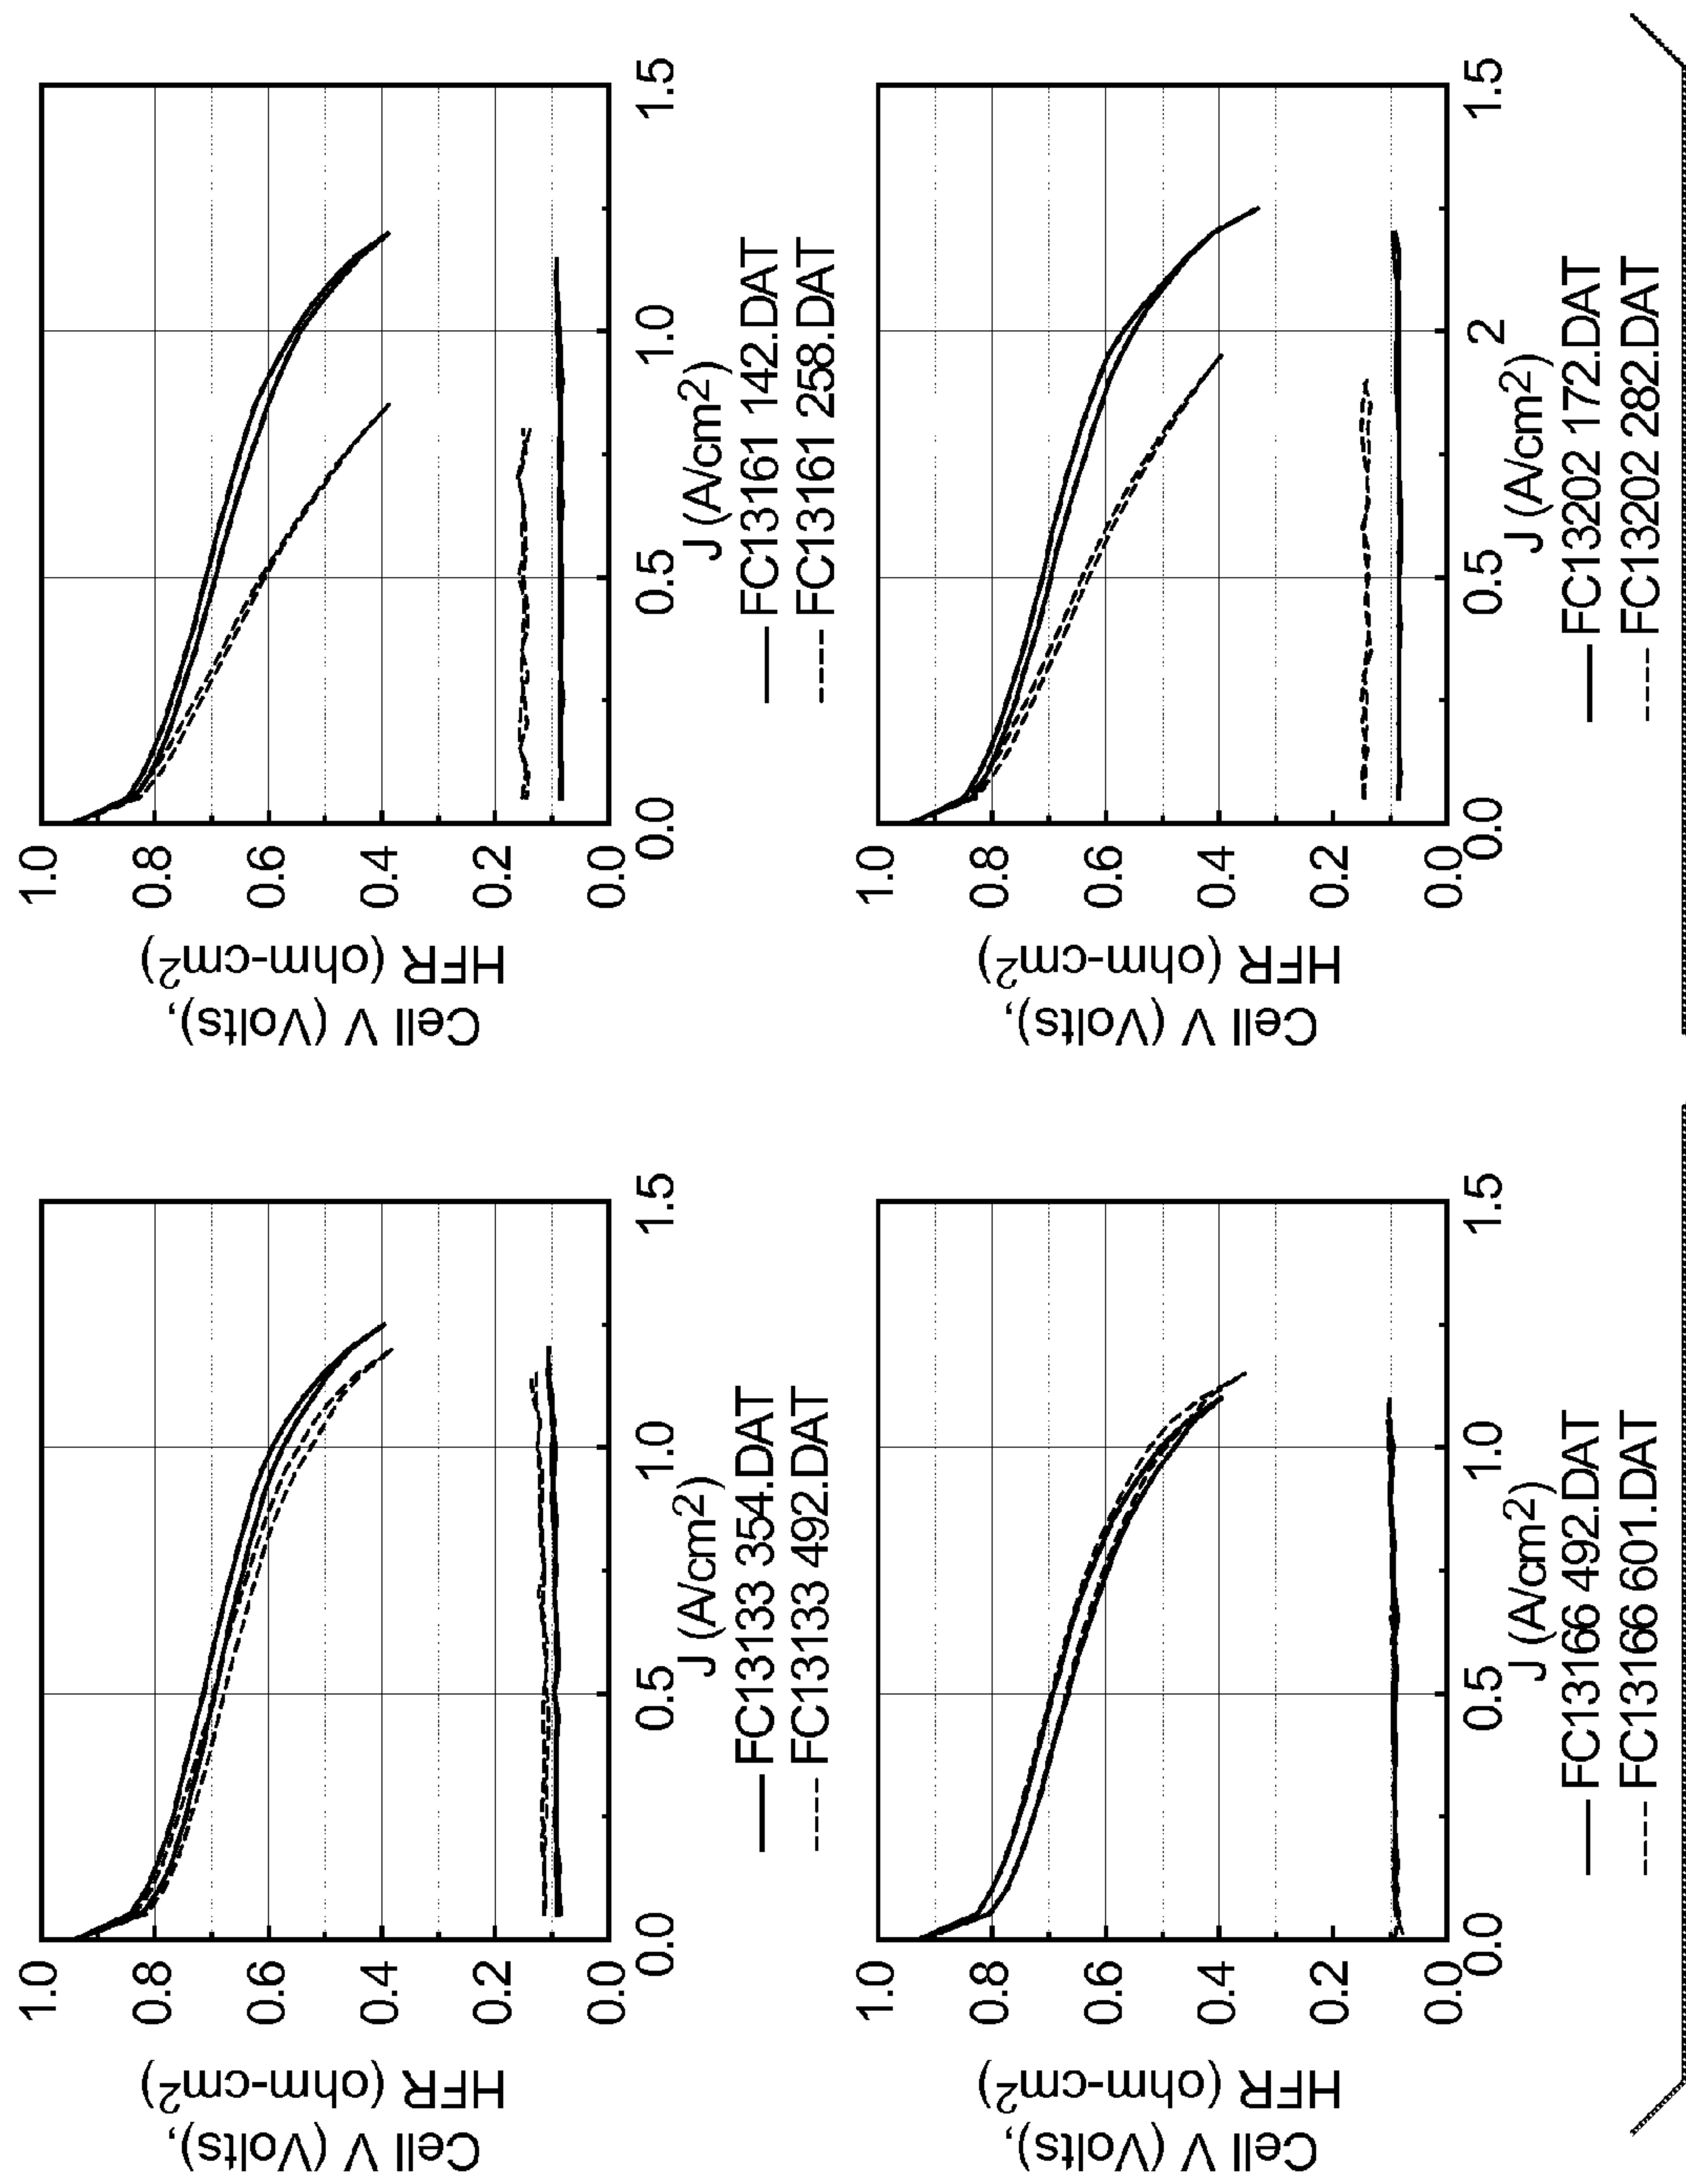 Cell V (Volts),
HFR (ohm-cm²)
1.0
0.8
0.6
0.4
0.2
0.0
0.0 0.5 1.0 1.5
J (A/cm²)
FC13133 354.DAT
FC13133 492.DAT
Cell V (Volts),
HFR (ohm-cm²)
1.0
0.8
0.6
0.4
0.2
0.0
0.0 0.5 1.0 1.5
J (A/cm²)
FC13161 142.DAT
FC13161 258.DAT
Cell V (Volts),
HFR (ohm-cm²)
1.0
0.8
0.6
0.4
0.2
0.0
0.0 0.5 1.0 1.5
J (A/cm²)
FC13166 492.DAT
FC13166 601.DAT
Cell V (Volts),
HFR (ohm-cm²)
1.0
0.8
0.6
0.4
0.2
0.0
0.0 0.5 2 1.5
J (A/cm²)
FC13202 172.DAT
FC13202 282.DAT